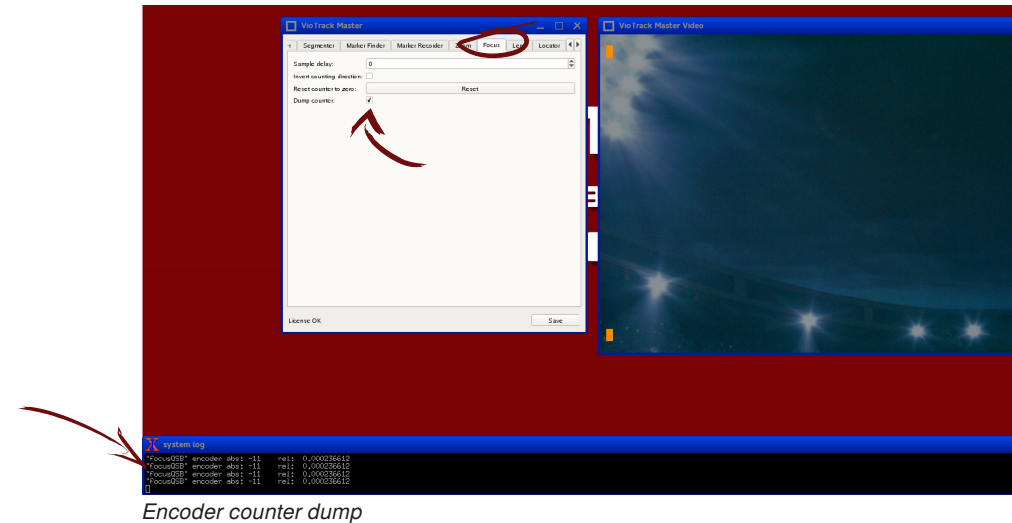 VioTrack Master
Segmenter Marker Finder Marker Recorder Focus Locator
Sample delay: 0
Invert counting direction:
Reset counter to zero: Reset
Dump counter:
License OK Save
VioTrack Master Video
system log
"FocusQSB" encoder abs: -11 rel: 0.000236612
"FocusQSB" encoder abs: -11 rel: 0.000236612
"FocusQSB" encoder abs: -11 rel: 0.000236612
"FocusQSB" encoder abs: -11 rel: 0.000236612
Encoder counter dump